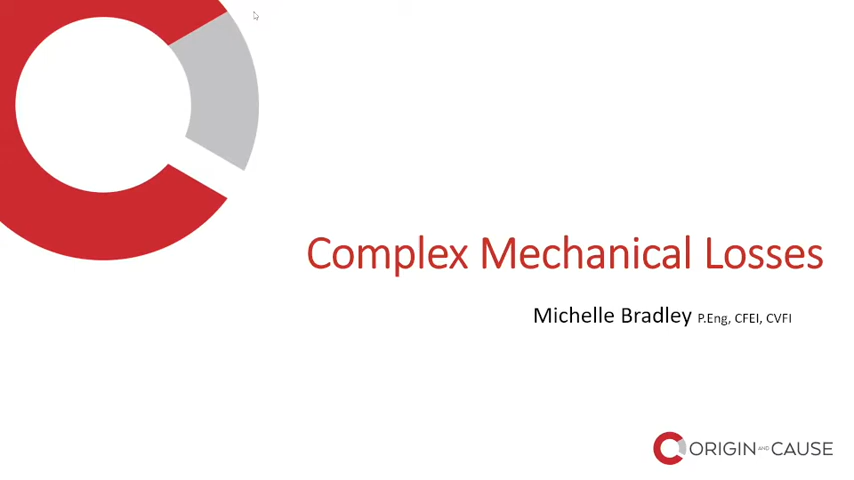 Complex Mechanical Losses
Michelle Bradley P.Eng, CFEI, CVFI
ORIGIN AND CAUSE